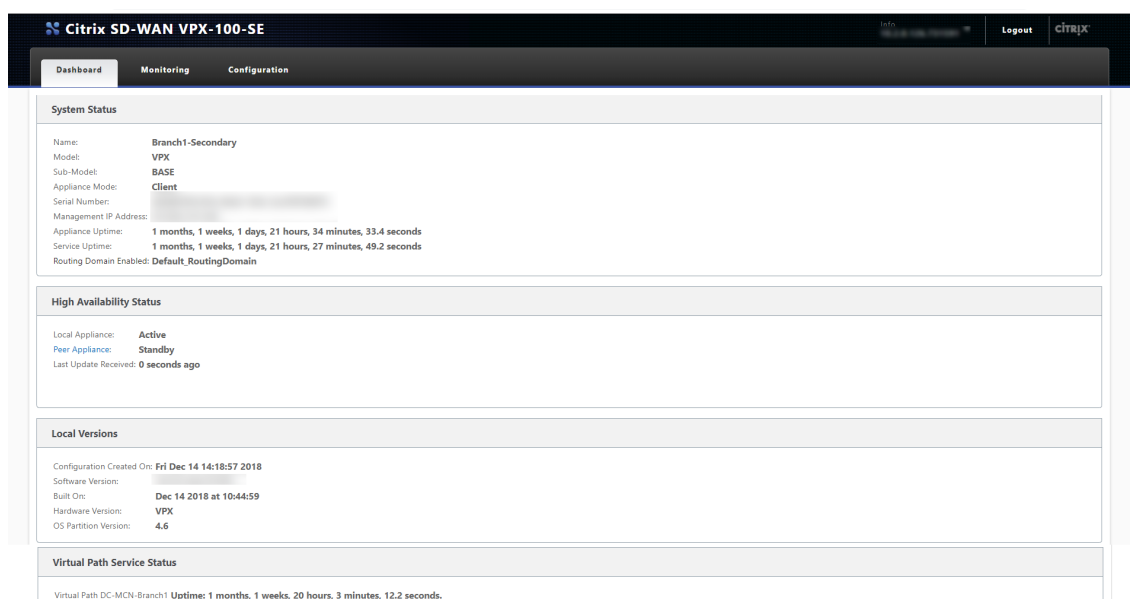 Citrix SD-WAN VPX-100-SE
Info
Logout
CITRIX
Dashboard Monitoring Configuration
System Status
Name: Branch1-Secondary
Model: VPX
Sub-Model: BASE
Appliance Mode: Client
Serial Number:
Management IP Address:
Appliance Uptime: 1 months, 1 weeks, 1 days, 21 hours, 34 minutes, 33.4 seconds
Service Uptime: 1 months, 1 weeks, 1 days, 21 hours, 27 minutes, 49.2 seconds
Routing Domain Enabled: Default_RoutingDomain
High Availability Status
Local Appliance: Active
Peer Appliance: Standby
Last Update Received: 0 seconds ago
Local Versions
Configuration Created On: Fri Dec 14 14:18:57 2018
Software Version:
Built On: Dec 14 2018 at 10:44:59
Hardware Version: VPX
OS Partition Version: 4.6
Virtual Path Service Status
Virtual Path DC-MCN-Branch1 Uptime: 1 months, 1 weeks, 20 hours, 3 minutes, 12.2 seconds.